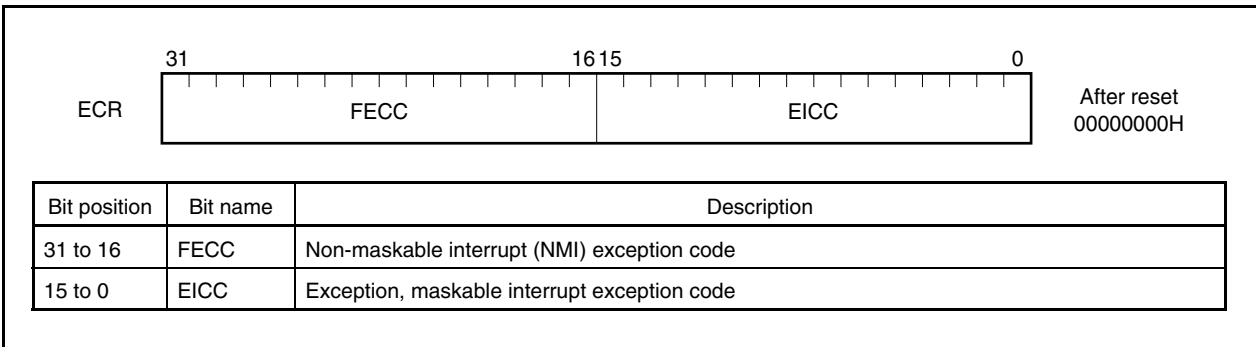 31 16 15 0
ECR FECC EICC After reset
00000000H
Bit position Bit name Description
31 to 16 FECC Non-maskable interrupt (NMI) exception code
15 to 0 EICC Exception, maskable interrupt exception code